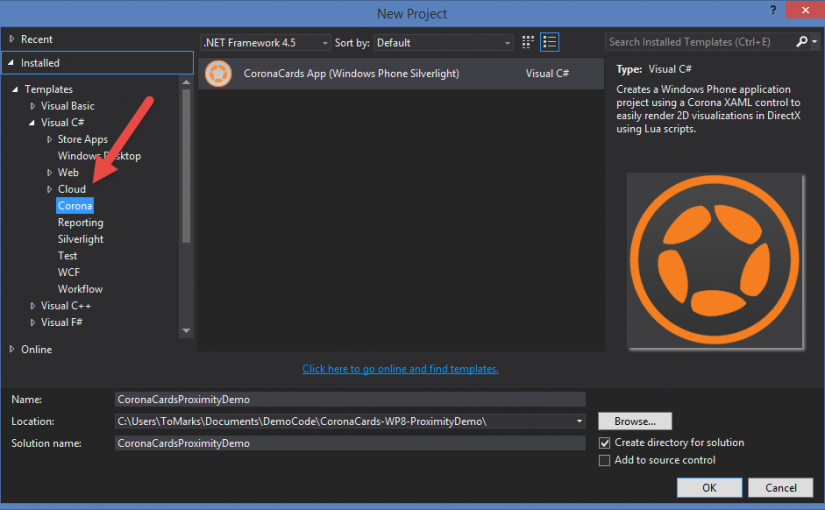 New Project
?
Recent
.NET Framework 4.5
Sort by:
Default
Search Installed Templates (Ctrl+E)
Installed
Templates
Visual Basic
Visual C#
Store Apps
Windows Desktop
Web
Cloud
Corona
Reporting
Silverlight
Test
WCF
Workflow
Visual C++
Visual F#
Online
CoronaCards App (Windows Phone Silverlight)
Visual C#
Type: Visual C#
Creates a Windows Phone application
project using a Corona XAML control to
easily render 2D visualizations in DirectX
using Lua scripts.
Click here to go online and find templates.
Name:
CoronaCardsProximityDemo
Location:
C:\Users\ToMarks\Documents\DemoCode\CoronaCards-WP8-ProximityDemo\
Browse...
Solution name:
CoronaCardsProximityDemo
Create directory for solution
Add to source control
OK
Cancel